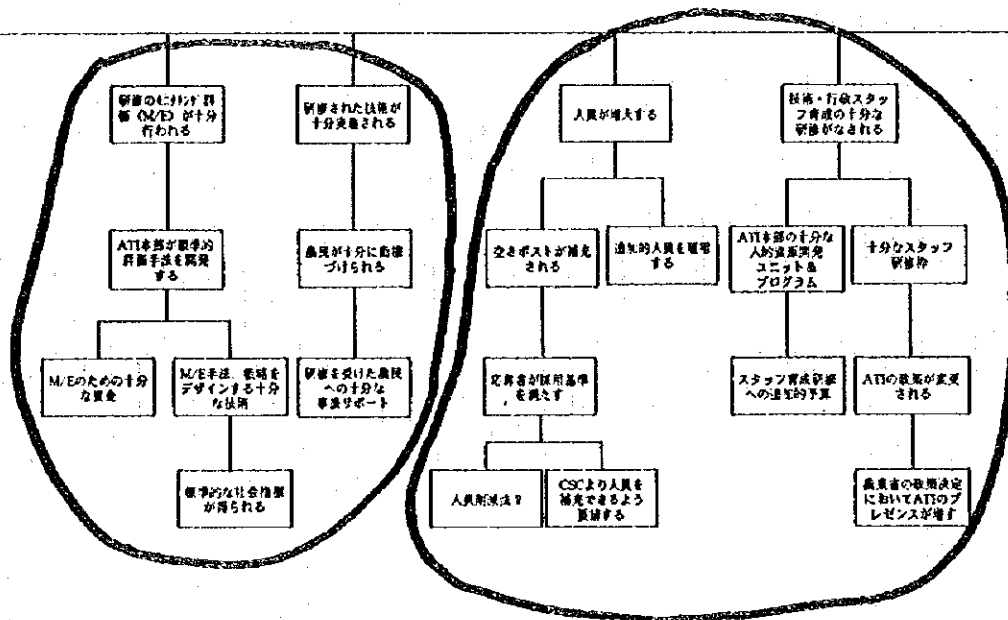 研修のモニタリング評
価 (M/E) が十分
行われる
研修された技術が
十分実施される
人員が増大する
技術・行政スタッ
フ育成の十分な
研修がなされる
ATI本部が標準的
評価手法を開発
する
農民が十分に動機
づけられる
空きポストが補充
される
追加的人員を確保
する
ATI本部の十分な
人的資源開発
ユニット&
プログラム
十分なスタッフ
研修枠
M/Eのための十分
な資金
M/E手法、戦略を
デザインする十分
な技術
研修を受けた農民
への十分な
事後サポート
応募者が採用基準
を満たす
スタッフ育成研修
への追加的予算
ATIの政策が変更
される
標準的な社会指標
が得られる
人員削減法?
CSCより人員を
補充できるよう
要請する
農業省の政策決定
においてATIのプ
レゼンスが増す